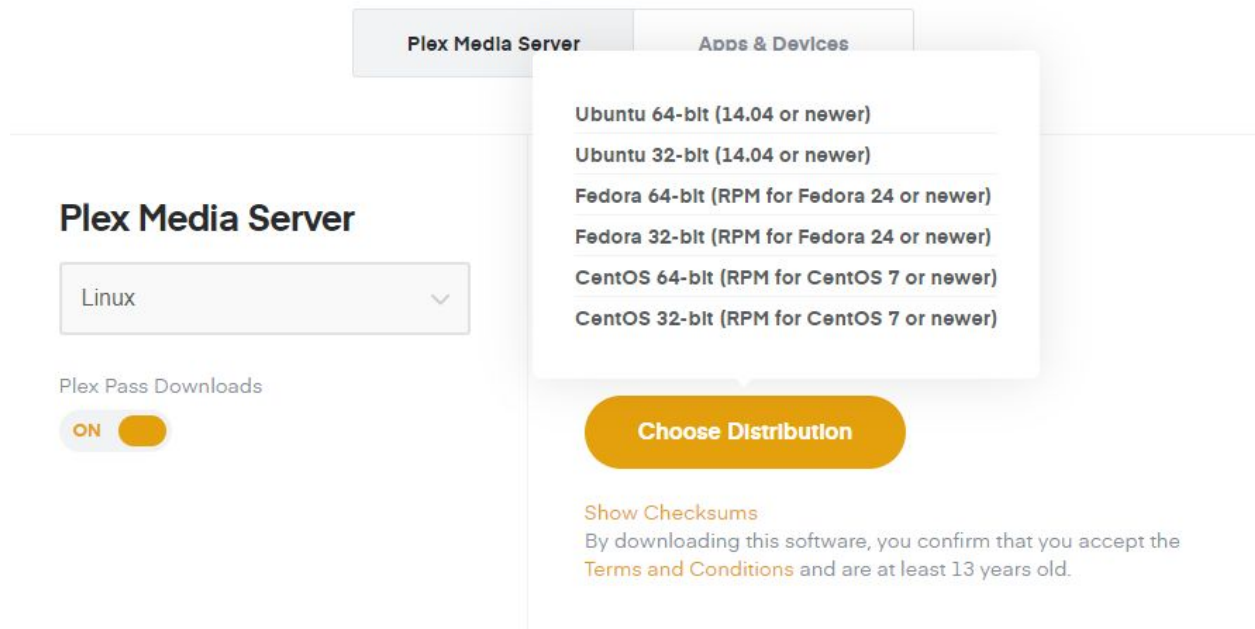 Plex Media Server
Apps & Devices
Ubuntu 64-bit (14.04 or newer)
Ubuntu 32-bit (14.04 or newer)
Fedora 64-bit (RPM for Fedora 24 or newer)
Fedora 32-bit (RPM for Fedora 24 or newer)
CentOS 64-bit (RPM for CentOS 7 or newer)
CentOS 32-bit (RPM for CentOS 7 or newer)
Plex Media Server
Linux
Plex Pass Downloads
ON
Choose Distribution
Show Checksums
By downloading this software, you confirm that you accept the
Terms and Conditions and are at least 13 years old.